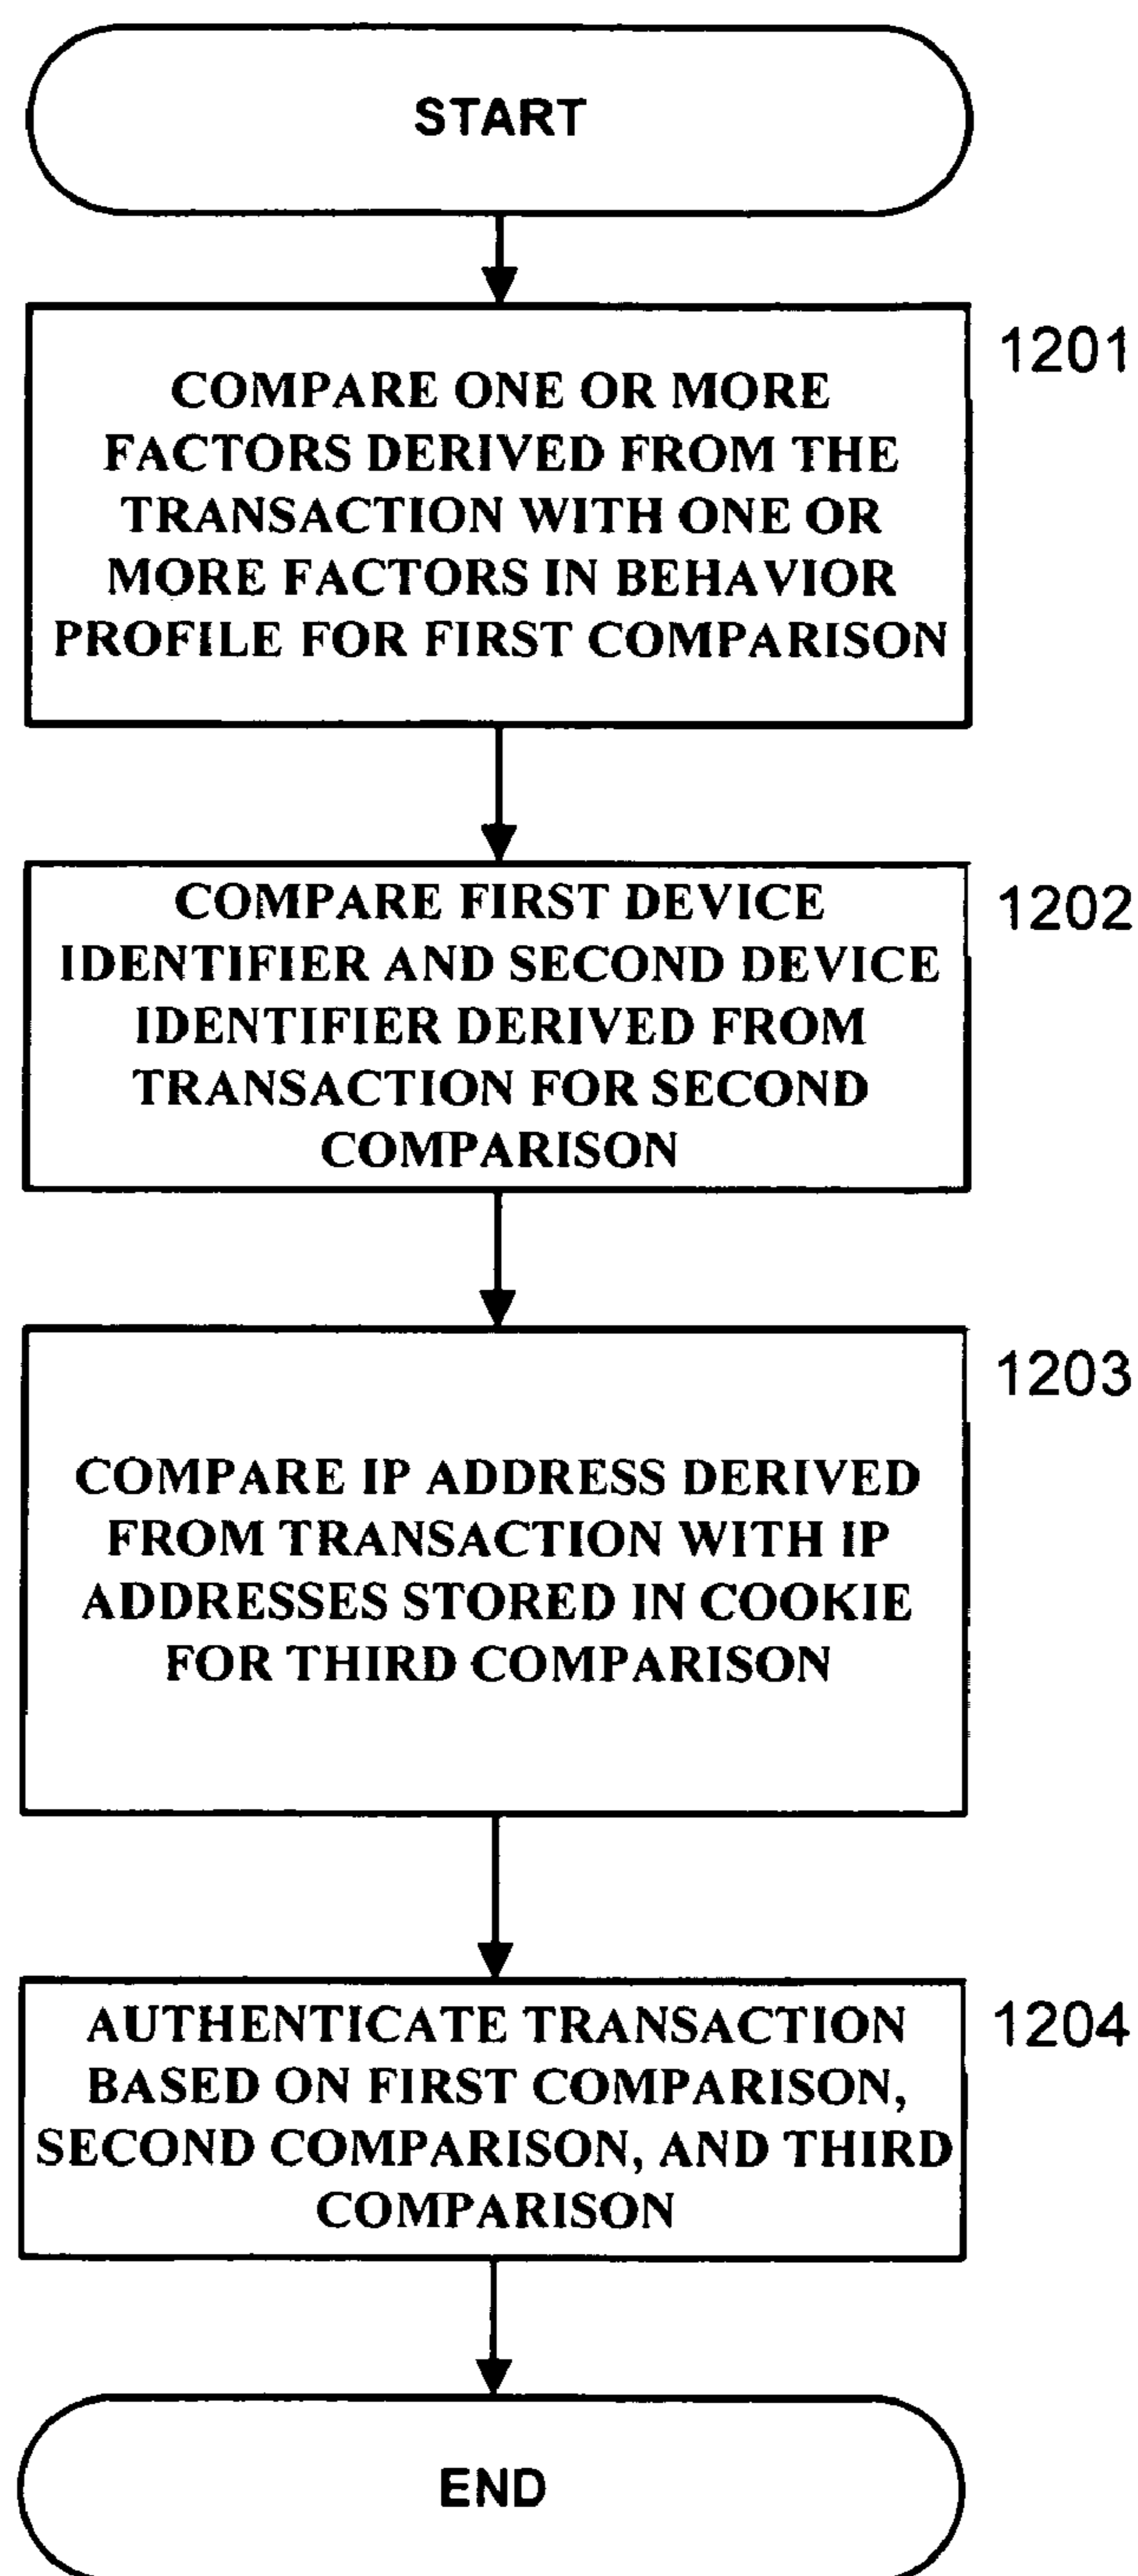 START
1201
COMPARE ONE OR MORE
FACTORS DERIVED FROM THE
TRANSACTION WITH ONE OR
MORE FACTORS IN BEHAVIOR
PROFILE FOR FIRST COMPARISON
1202
COMPARE FIRST DEVICE
IDENTIFIER AND SECOND DEVICE
IDENTIFIER DERIVED FROM
TRANSACTION FOR SECOND
COMPARISON
1203
COMPARE IP ADDRESS DERIVED
FROM TRANSACTION WITH IP
ADDRESSES STORED IN COOKIE
FOR THIRD COMPARISON
1204
AUTHENTICATE TRANSACTION
BASED ON FIRST COMPARISON,
SECOND COMPARISON, AND THIRD
COMPARISON
END